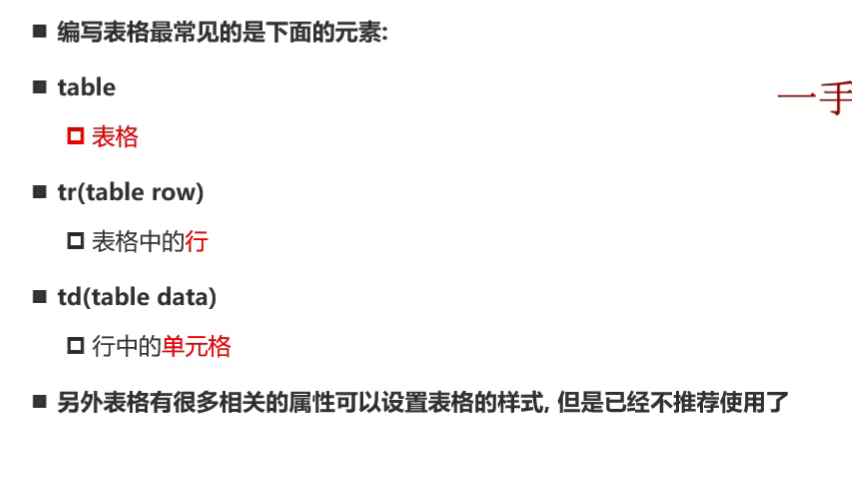 编写表格最常见的是下面的元素:
table
一手
表格
tr(table row)
表格中的行
td(table data)
行中的单元格
另外表格有很多相关的属性可以设置表格的样式, 但是已经不推荐使用了